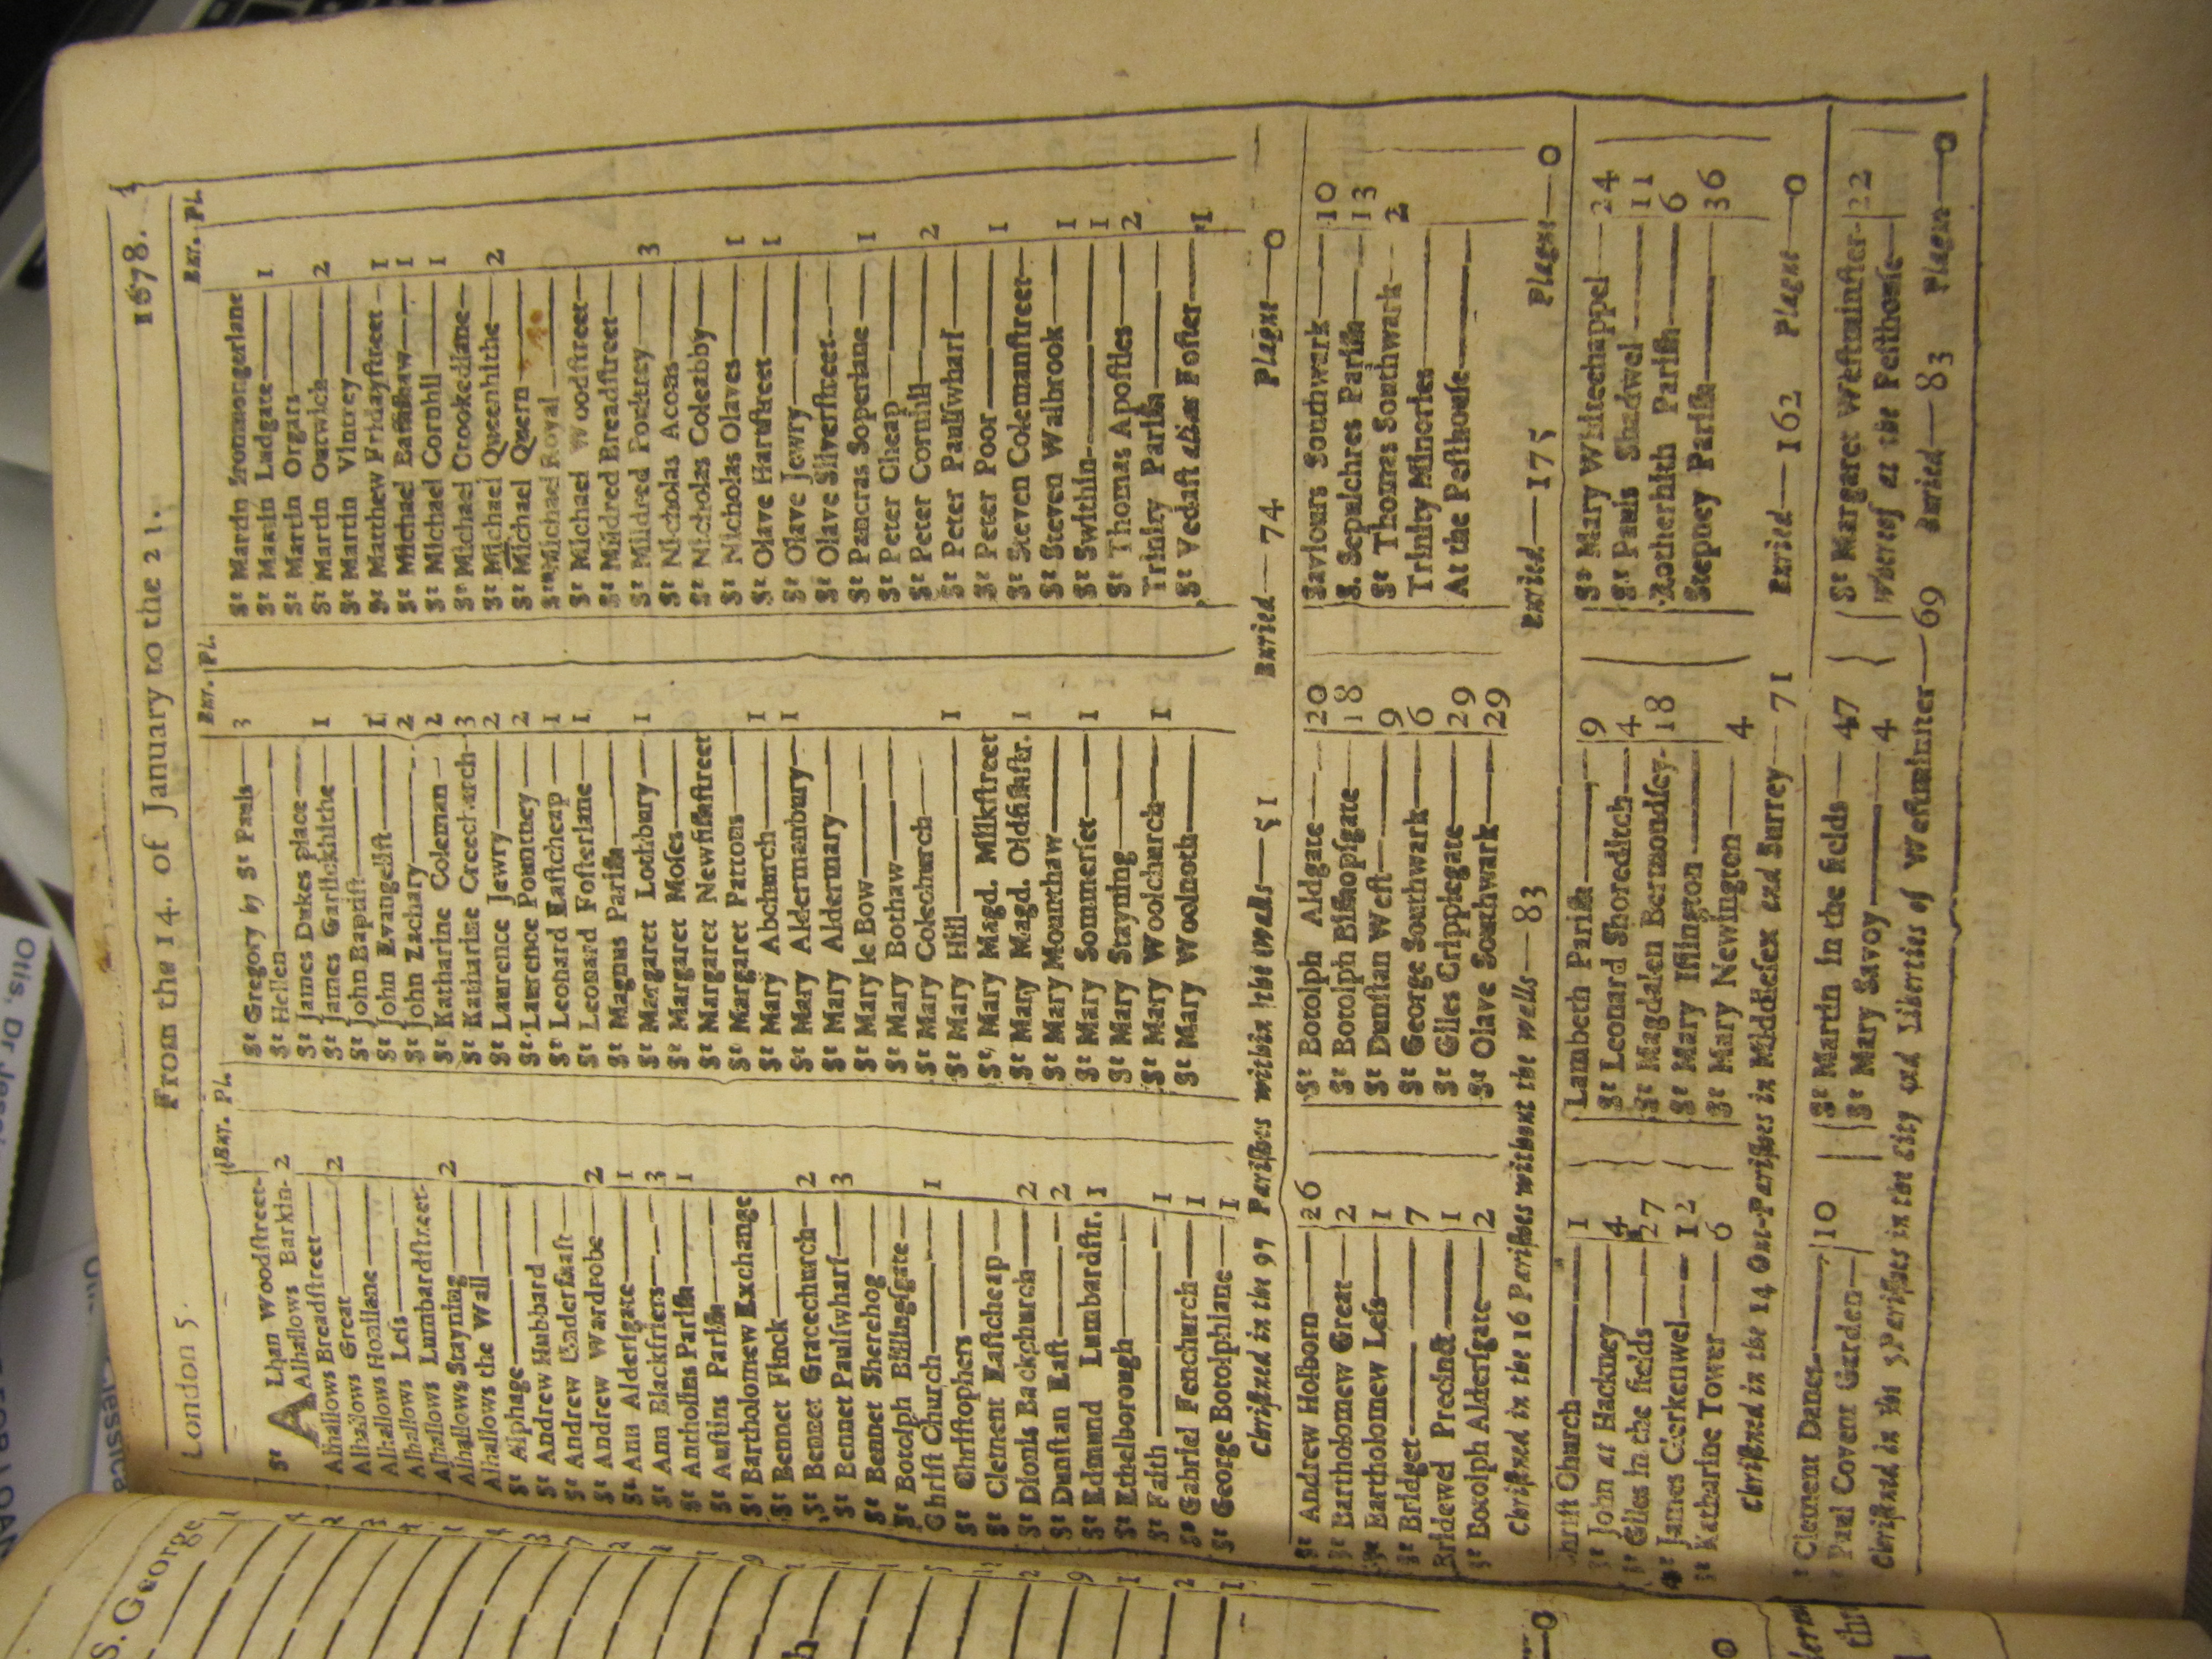 London 5. From the 14. of January to the 21. 1678.
Bur. Pl. Bur. Pl. Bur. Pl.
St ALhan Woodstreet- St Gregory by St Pauls— 3 St Martin Ironmongerlane
Alhallows Barkin- 2 St Hellen— St Martin Ludgate— 1
Alhallows Breadstreet— St James Dukes place— St Martin Orgars—
Alhallows Great— 2 St James Garlickhithe— 1 St Martin Outwich— 2
Alhallows Honilane— St John Baptist— St Martin Vintrey—
Alhallows Less— St John Evangelist— 1 St Matthew Fridaystreet- 1
Alhallows Lumbardstreet- St John Zachary— 2 St Michael Bassishaw— 1
Alhallows Stayning— 2 St Katharine Coleman— 2 St Michael Cornhil— 1
Alhallows the Wall— St Katharine Creechurch- 3 St Michael Crookedlane-
St Alphage— St Laurence Jewry— 2 St Michael Queenhithe— 2
St Andrew Hubbard— St Lawrence Pountney— 2 St Michael Quern—
St Andrew Undershaft— St Leonard Eastcheap— 1 St Michael Royal—
St Andrew Wardrobe— 2 St Leonard Fosterlane— 1 St Michael Woodstreet-
St Ann Aldersgate— 1 St Magnus Parish— St Mildred Breadstreet—
St Ann Blackfriers— 3 St Margaret Lothbury— 1 St Mildred Poultrey— 3
St Antholins Parish— 1 St Margaret Moses— St Nicholas Acons—
St Austins Parish— St Margaret Newfishstreet St Nicholas Coleabby—
St Bartholomew Exchange St Margaret Pattons— St Nicholas Olaves— 1
St Bennet Finck— St Mary Abchurch— 1 St Olave Hartstreet— 1
St Bennet Gracechurch— 2 St Mary Aldermanbury— 1 St Olave Jewry—
St Bennet Paulswharf— 3 St Mary Aldermary— St Olave Silverstreet—
St Bennet Sherehog— St Mary le Bow— St Pancras Soperlane— 1
St Botolph Billingsgate— St Mary Bothaw— St Peter Cheap—
Christ Church— 1 St Mary Colechurch— St Peter Cornhil— 2
St Christophers— St Mary Hill— 1 St Peter Paulswharf—
St Clement Eastcheap— St Mary Magd. Milkstreet St Peter Poor— 1
St Dionis Backchurch— 2 St Mary Magd. Oldfishstr. 1 St Steven Colemanstreet-
St Dunstan East— 2 St Mary Mounthaw— St Steven Walbrook— 1
St Edmund Lumbardstr. 1 St Mary Sommerset— 1 St Swithin— 1
St Ethelborough— St Mary Stayning— St Thomas Apostles— 2
St Faith— 1 St Mary Woolchurch— 1 Trinity Parish—
St Gabriel Fenchurch— 1 St Mary Woolnoth— St Vedast alias Foster— 1
St George Botolphlane— 1
Christned in the 97 Parishes within the walls— 51 Buried— 74 Plague— 0
St Andrew Holborn— 26 St Botolph Aldgate— 20 Saviours Southwark— 10
St Bartholomew Great— 2 St Botolph Bishopsgate— 18 S. Sepulchres Parish— 13
St Bartholomew Less— 1 St Dunstan West— 9 St Thomas Southwark— 2
St Bridget— 7 St George Southwark— 6 Trinity Minories—
Bridewel Precinct— 1 St Giles Cripplegate— 29 At the Pesthouse—
St Botolph Aldersgate— 2 St Olave Southwark— 29
Christned in the 16 Parishes without the walls— 83 Buried— 175 Plague— 0
Christ Church— 1 Lambeth Parish— 9 St Mary Whitechappel— 24
St John at Hackney— 4 St Leonard Shoreditch— 4 St Pauls Shadwel— 11
St Giles in the fields— 27 St Magdalen Bermondsey- 18 Rotherhith Parish— 6
St James Clerkenwel— 12 St Mary Islington— Stepney Parish— 36
St Katharine Tower— 6 St Mary Newington— 4
Christned in the 14 Out-Parishes in Middlesex and Surrey— 71 Buried— 162 Plague— 0
St Clement Danes— 10 St Martin in the fields— 47 St Margaret Westminster- 22
St Paul Covent Garden— St Mary Savoy— 4 Whereof at the Pesthouse—
Christned in the 5 Parishes in the City and Liberties of Westminster— 69 Buried— 83 Plague— 0
S. George